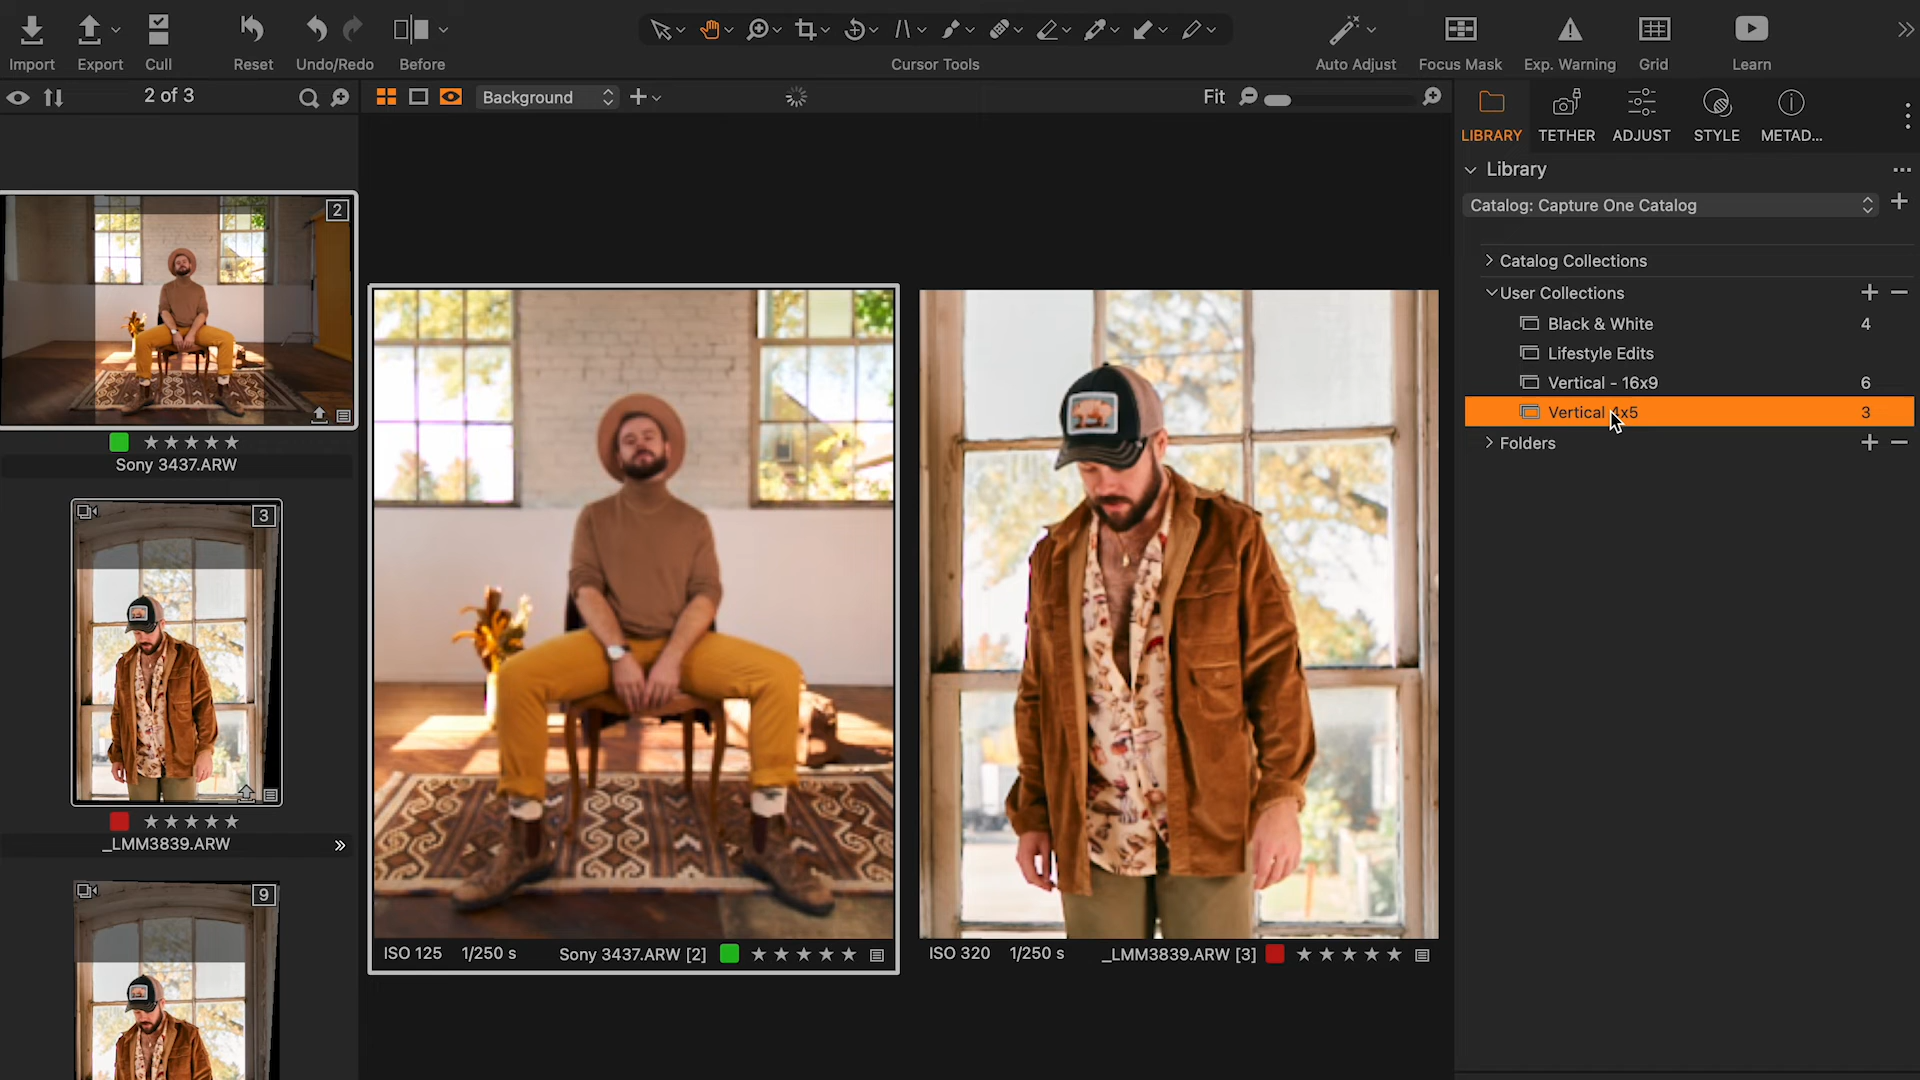 Import
Export
Cull
Reset
Undo/Redo
Before
Cursor Tools
Auto Adjust
Focus Mask
Exp. Warning
Grid
Learn
2 of 3
Background
Fit
LIBRARY
TETHER
ADJUST
STYLE
METAD...
Library
Catalog: Capture One Catalog
Catalog Collections
User Collections
Black & White 4
Lifestyle Edits
Vertical - 16x9 6
Vertical 4x5 3
Folders
2
Sony 3437.ARW
3
_LMM3839.ARW
9
ISO 125 1/250 s Sony 3437.ARW [2]
ISO 320 1/250 s _LMM3839.ARW [3]